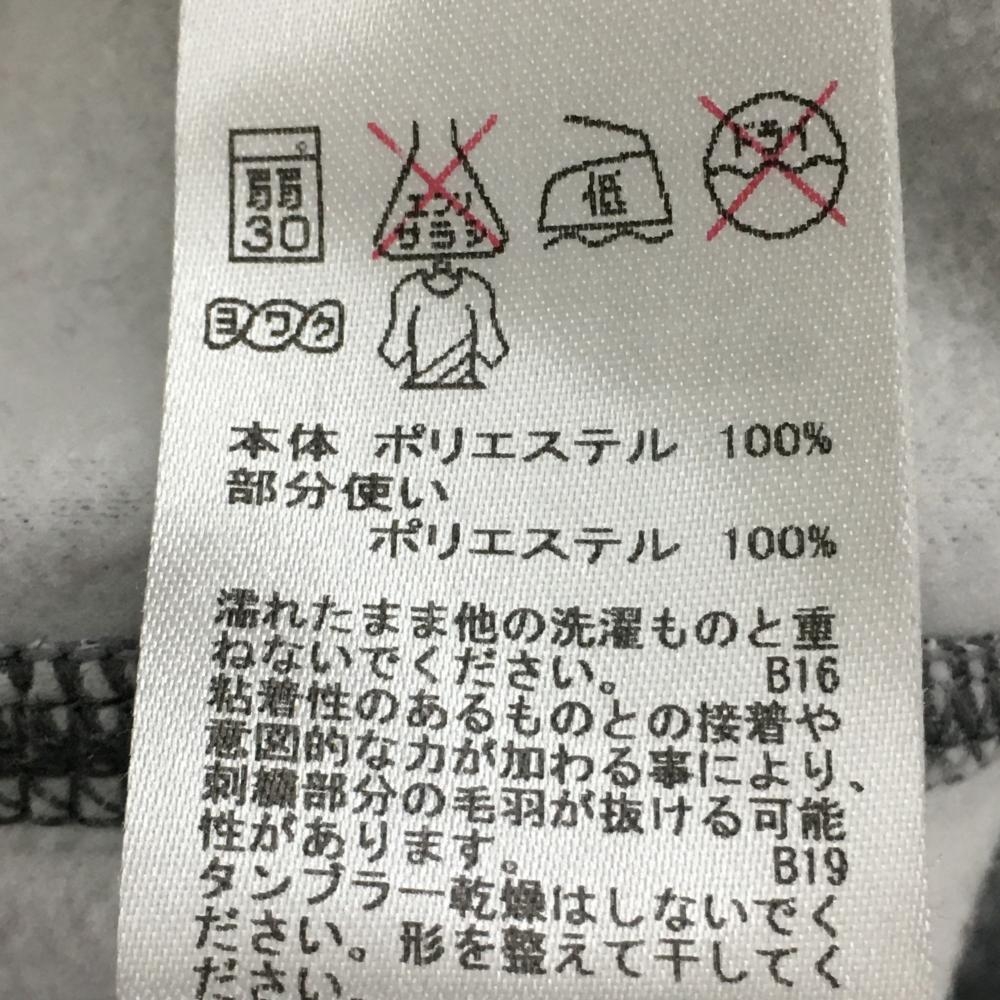 弱
30
エンソ
サラシ
低
ドライ
ヨワク
本体 ポリエステル 100%
部分使い
ポリエステル 100%
濡れたまま他の洗濯ものと重
ねないでください。 B16
粘着性のあるものとの接着や
意図的な力が加わる事により、
刺繍部分の毛羽が抜ける可能
性があります。 B19
タンブラー乾燥はしないでく
ださい。形を整えて干してく
ださい。